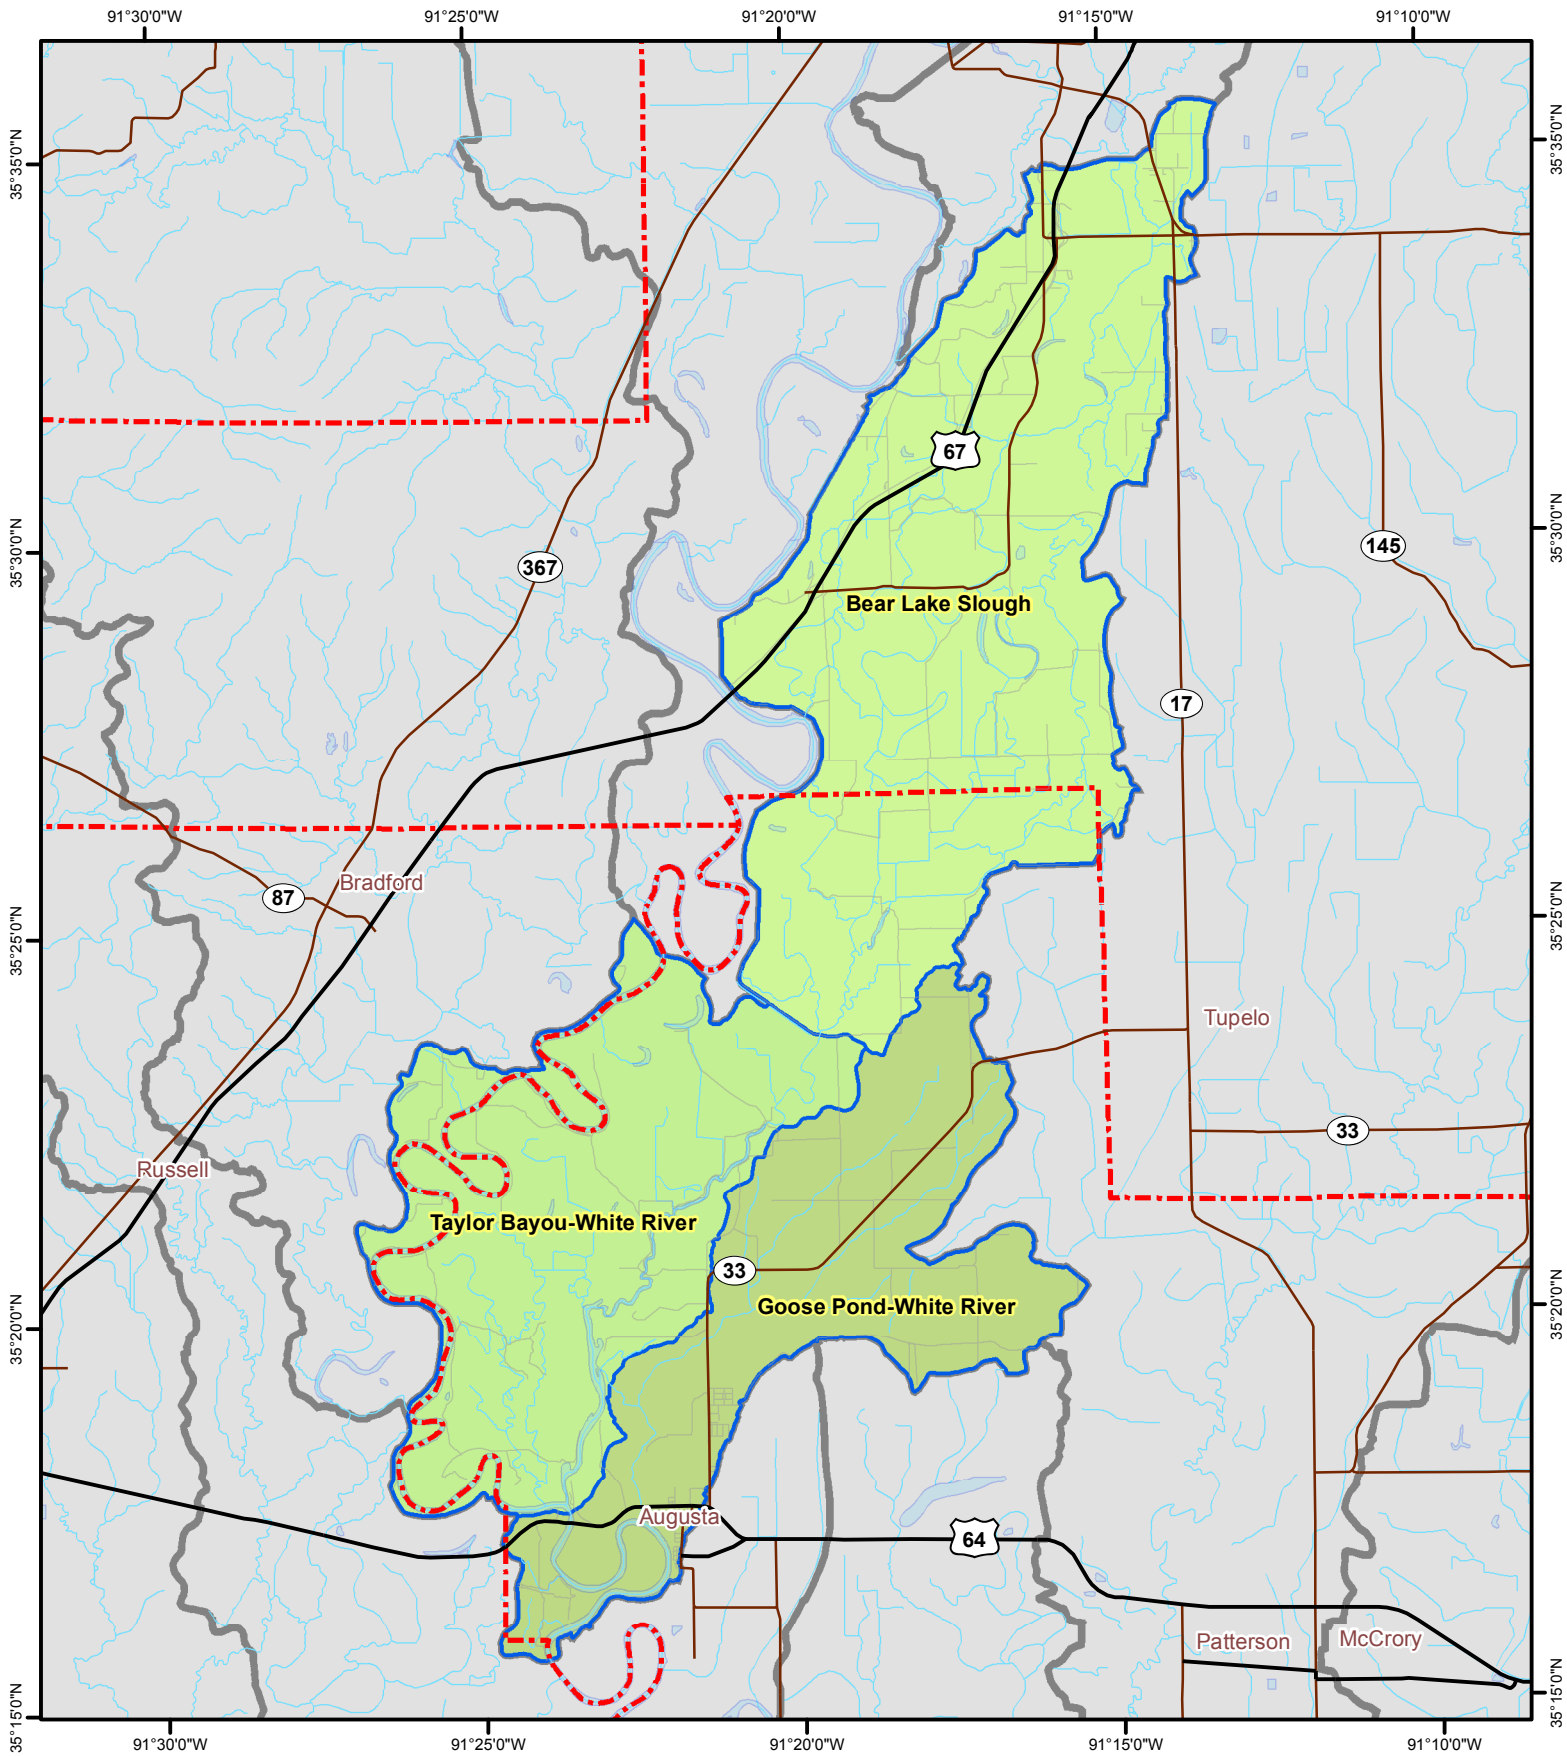 91°30'0"W
91°25'0"W
91°20'0"W
91°15'0"W
91°10'0"W
35°35'0"N
35°35'0"N
67
35°30'0"N
35°30'0"N
145
367
Bear Lake Slough
17
Bradford
87
35°25'0"N
35°25'0"N
Tupelo
33
Russell
Taylor Bayou-White River
33
Goose Pond-White River
35°20'0"N
35°20'0"N
Augusta
64
Patterson
McCrory
35°15'0"N
35°15'0"N
91°30'0"W
91°25'0"W
91°20'0"W
91°15'0"W
91°10'0"W